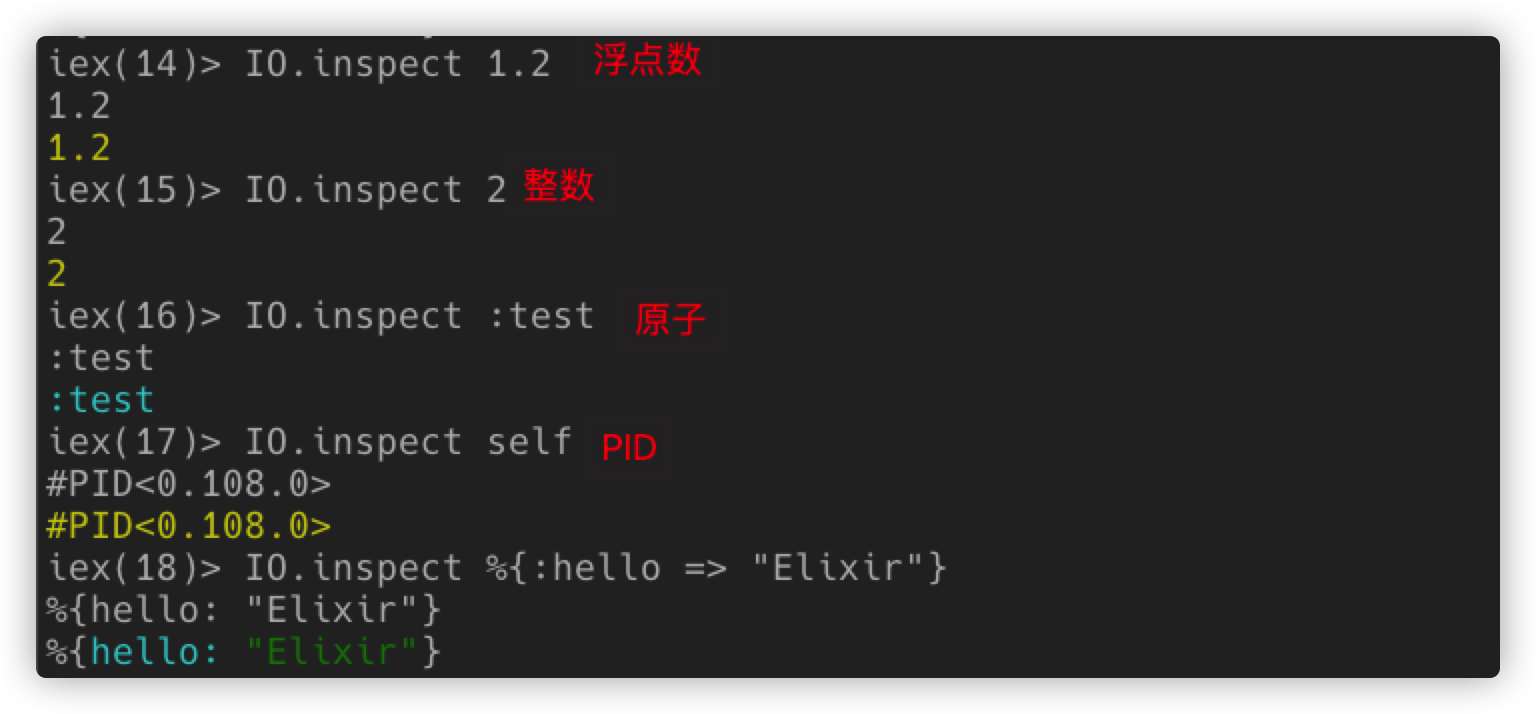 iex(14)> IO.inspect 1.2 浮点数
1.2
1.2
iex(15)> IO.inspect 2 整数
2
2
iex(16)> IO.inspect :test 原子
:test
:test
iex(17)> IO.inspect self PID
#PID<0.108.0>
#PID<0.108.0>
iex(18)> IO.inspect %{:hello => "Elixir"}
%{hello: "Elixir"}
%{hello: "Elixir"}